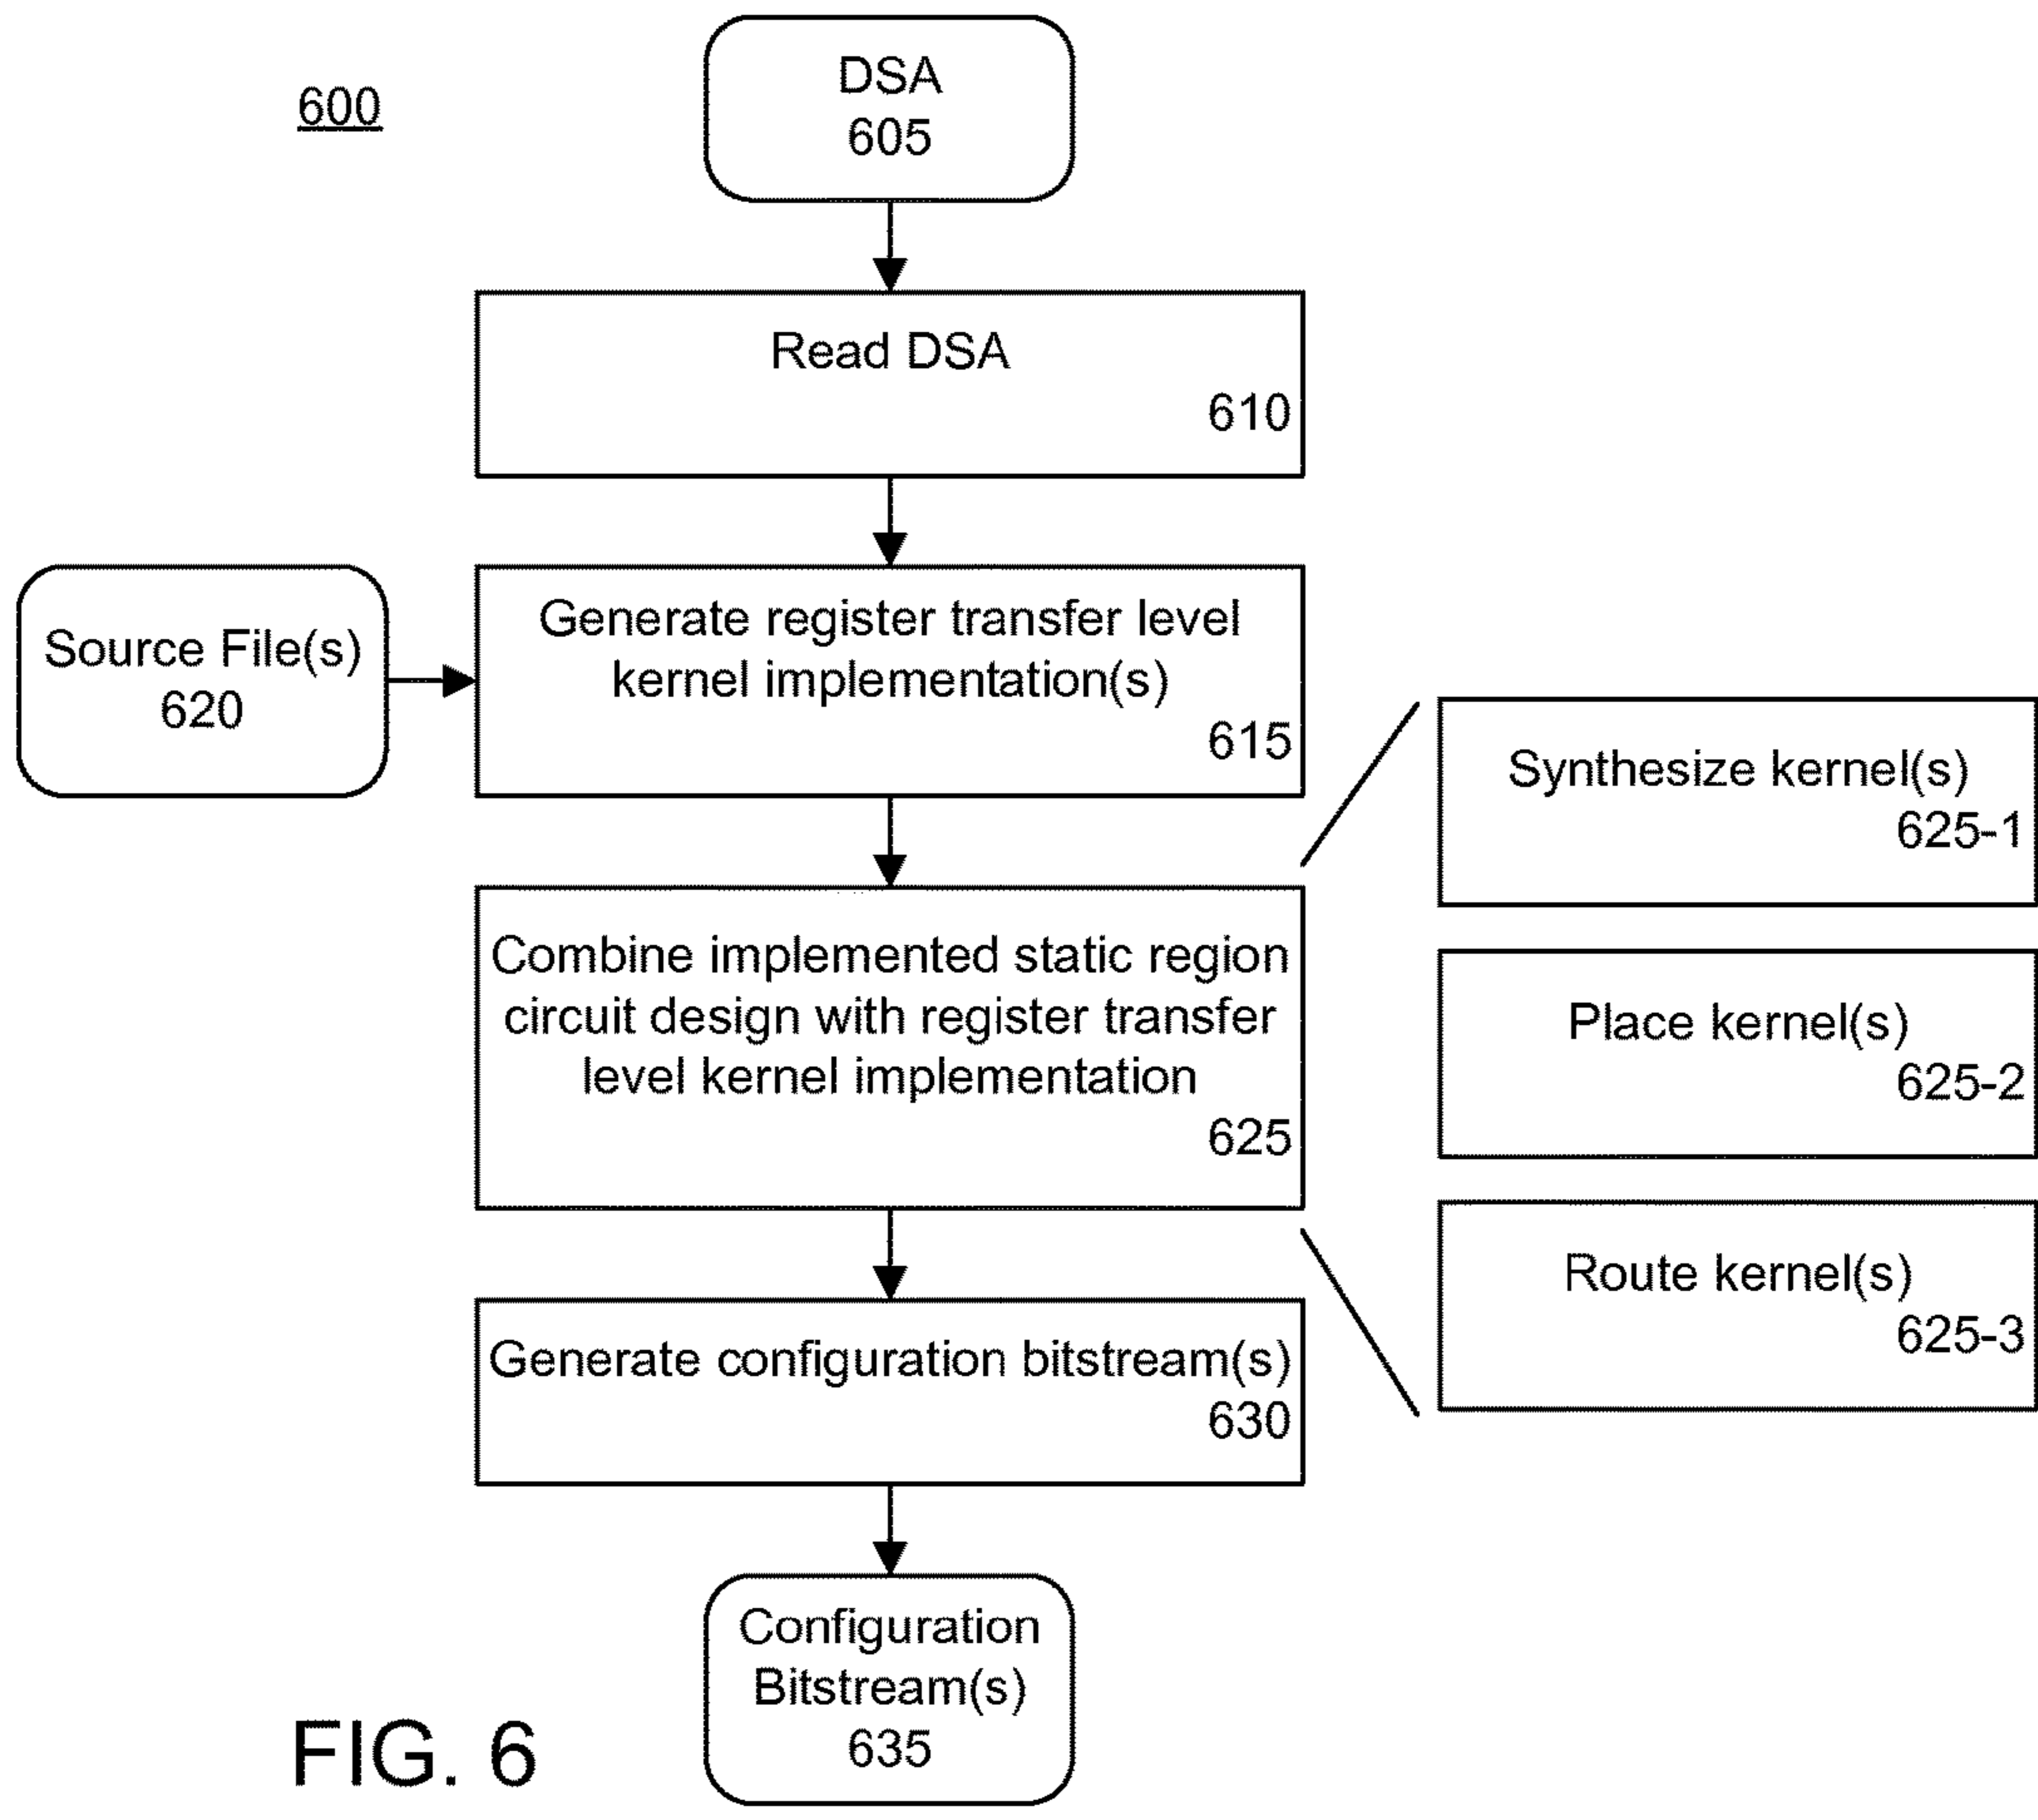 600
DSA
605
Read DSA
610
Source File(s)
620
Generate register transfer level
kernel implementation(s)
615
Synthesize kernel(s)
625-1
Combine implemented static region
circuit design with register transfer
level kernel implementation
625
Place kernel(s)
625-2
Route kernel(s)
625-3
Generate configuration bitstream(s)
630
Configuration
Bitstream(s)
635
FIG. 6